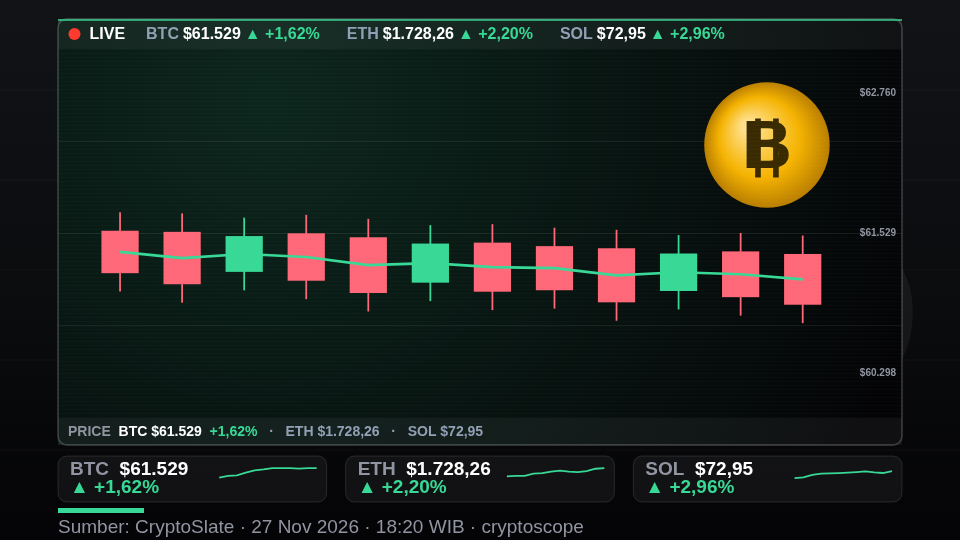 LIVE BTC $61.529 ▲ +1,62% ETH $1.728,26 ▲ +2,20% SOL $72,95 ▲ +2,96%
$62.760
$61.529
$60.298
PRICE BTC $61.529 +1,62% · ETH $1.728,26 · SOL $72,95
BTC $61.529
▲ +1,62%
ETH $1.728,26
▲ +2,20%
SOL $72,95
▲ +2,96%
Sumber: CryptoSlate · 27 Nov 2026 · 18:20 WIB · cryptoscope